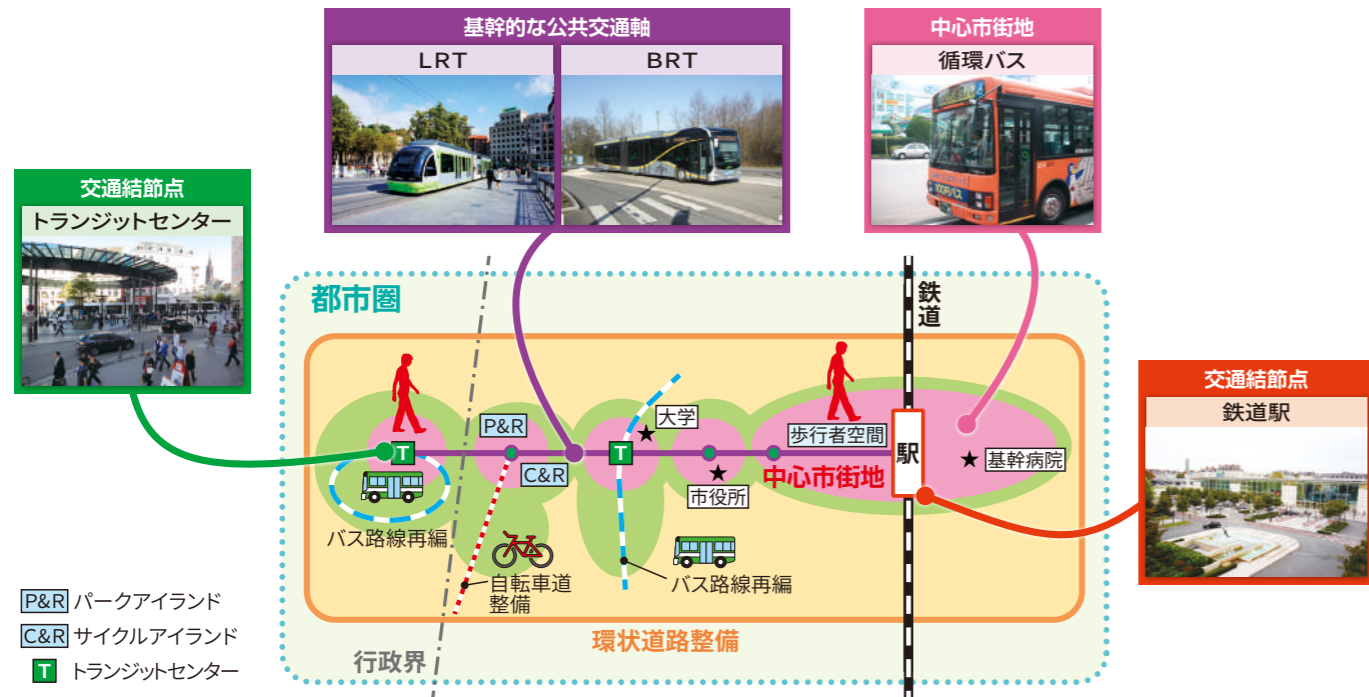 基幹的な公共交通軸
LRT
BRT
中心市街地
循環バス
100円バス
交通結節点
トランジットセンター
都市圏
鉄道
交通結節点
鉄道駅
P&R
大学
歩行者空間
T
T
駅
C&R
市役所
中心市街地
基幹病院
バス路線再編
自転車道
整備
バス路線再編
P&R パークアイランド
C&R サイクルアイランド
T トランジットセンター
環状道路整備
行政界